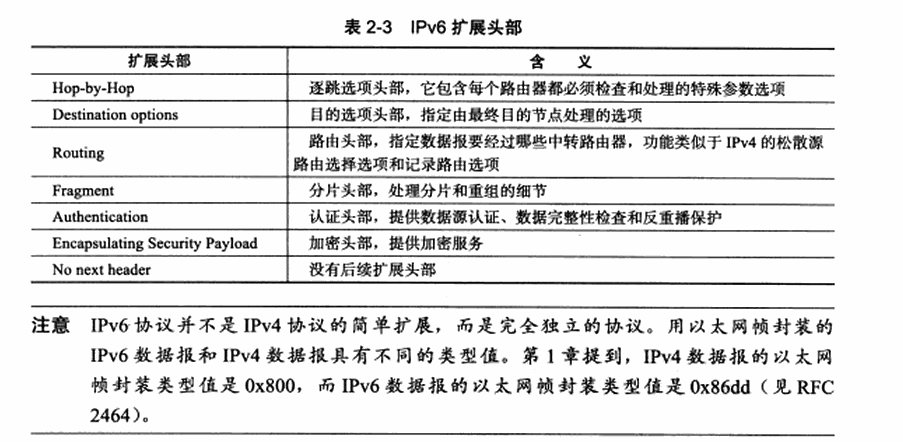 表 2-3 IPv6 扩展头部
扩展头部 含 义
Hop-by-Hop 逐跳选项头部，它包含每个路由器都必须检查和处理的特殊参数选项
Destination options 目的选项头部，指定由最终目的节点处理的选项
Routing 路由头部，指定数据报要经过哪些中转路由器，功能类似于 IPv4 的松散源
路由选择选项和记录路由选项
Fragment 分片头部，处理分片和重组的细节
Authentication 认证头部，提供数据源认证、数据完整性检查和反重播保护
Encapsulating Security Payload 加密头部，提供加密服务
No next header 没有后续扩展头部
注意 IPv6 协议并不是 IPv4 协议的简单扩展，而是完全独立的协议。用以太网帧封装的
IPv6 数据报和 IPv4 数据报具有不同的类型值。第 1 章提到，IPv4 数据报的以太网
帧封装类型值是 0x800，而 IPv6 数据报的以太网帧封装类型值是 0x86dd（见 RFC
2464）。